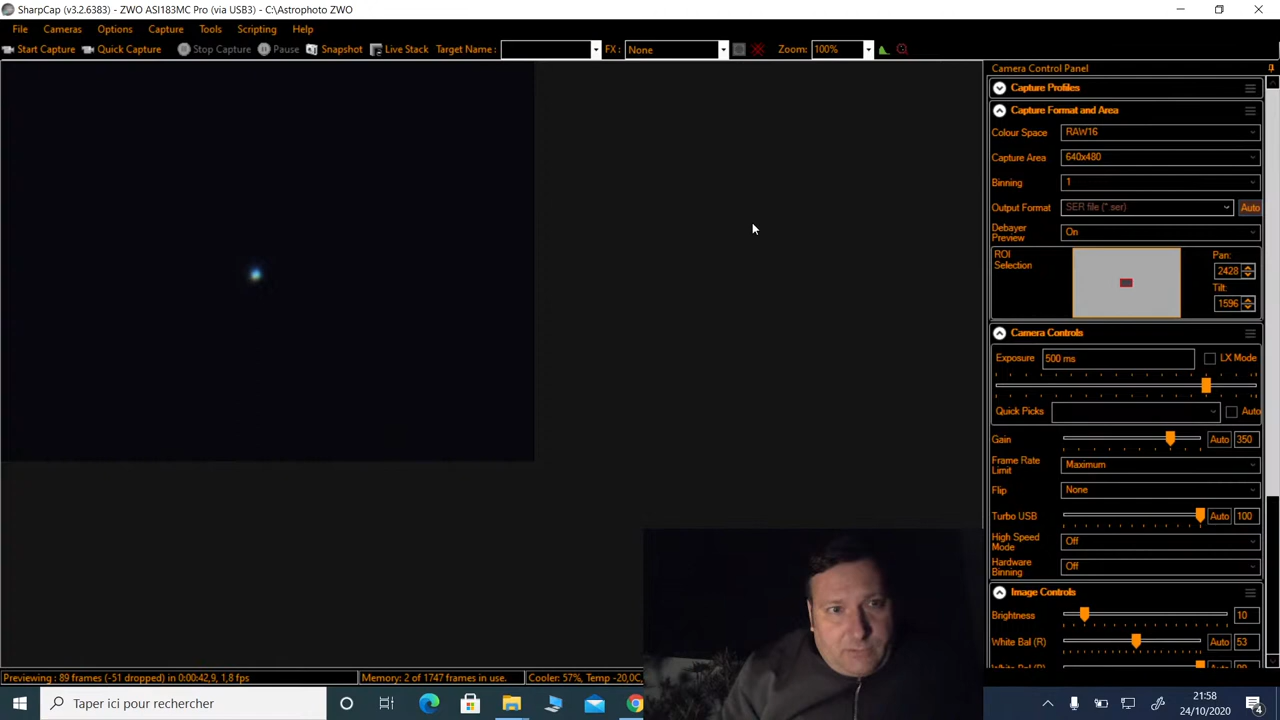 SharpCap (v3.2.6383) - ZWO ASI183MC Pro (via USB3) - C:\Astrophoto ZWO
File Cameras Options Capture Tools Scripting Help
Start Capture Quick Capture Stop Capture Pause Snapshot Live Stack Target Name : FX : None Zoom: 100%
Camera Control Panel
Capture Profiles
Capture Format and Area
Colour Space RAW16
Capture Area 640x480
Binning 1
Output Format SER file (*.ser) Auto
Debayer Preview On
ROI Selection
Pan:
2428
Tilt:
1596
Camera Controls
Exposure 500 ms LX Mode
Quick Picks Auto
Gain Auto 350
Frame Rate Limit Maximum
Flip None
Turbo USB Auto 100
High Speed Mode Off
Hardware Binning Off
Image Controls
Brightness 10
White Bal (R) Auto 53
Previewing : 89 frames (-51 dropped) in 0:00:42,9, 1,8 fps Memory: 2 of 1747 frames in use. Cooler: 57%, Temp -20,0C,
Taper ici pour rechercher
21:58
24/10/2020
4